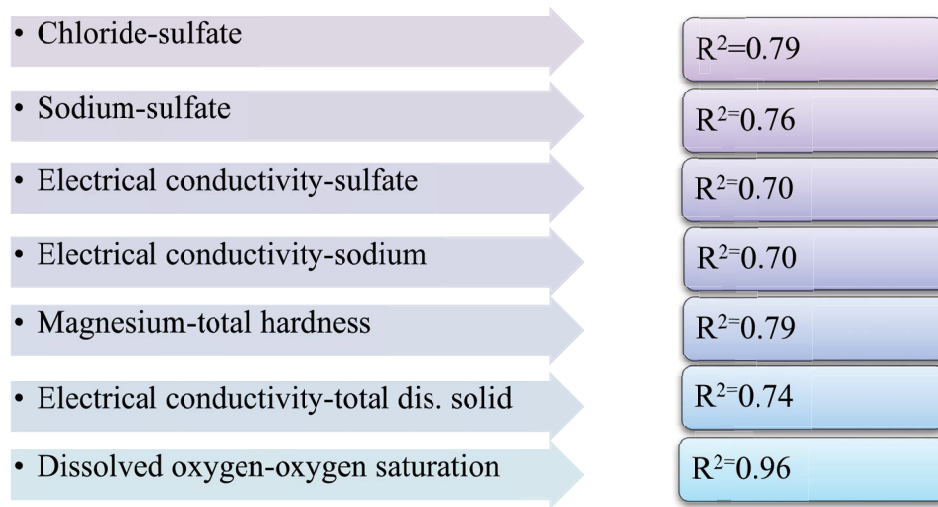 • Chloride-sulfate R²=0.79
• Sodium-sulfate R²⁼0.76
• Electrical conductivity-sulfate R²⁼0.70
• Electrical conductivity-sodium R²⁼0.70
• Magnesium-total hardness R²⁼0.79
• Electrical conductivity-total dis. solid R²⁼0.74
• Dissolved oxygen-oxygen saturation R²⁼0.96